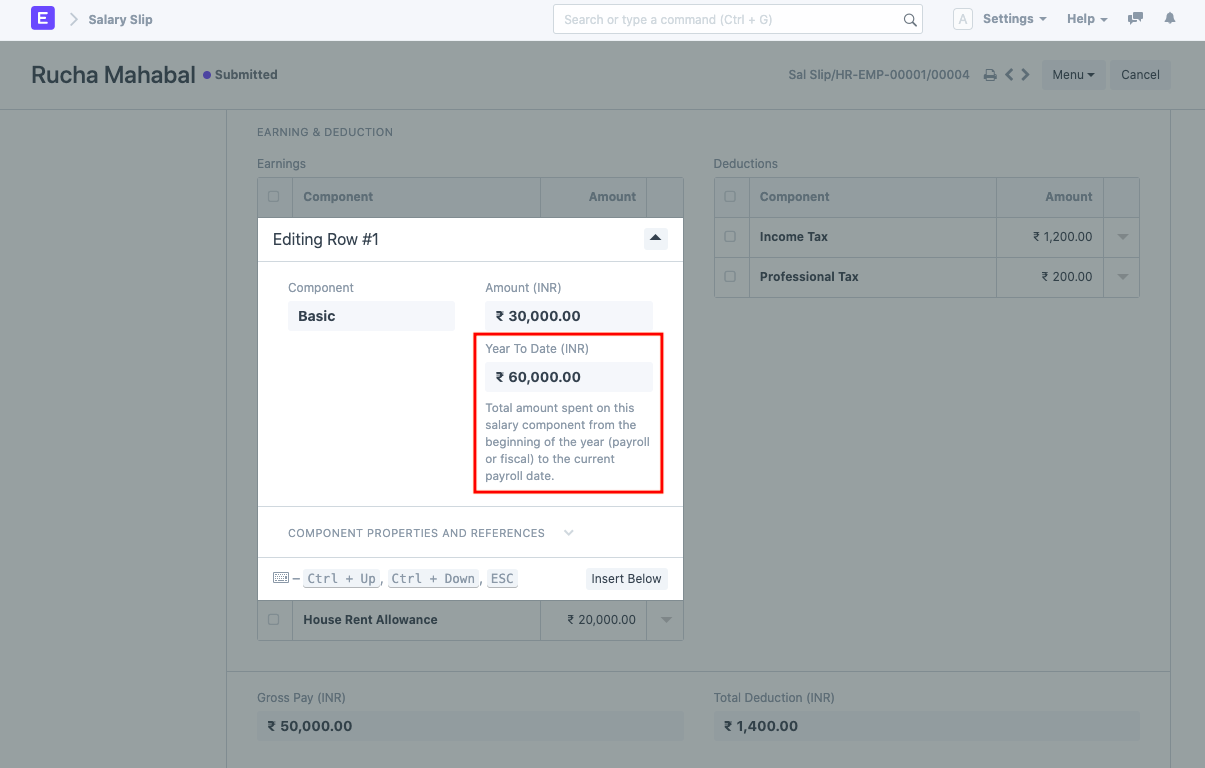 E
Salary Slip
Search or type a command (Ctrl + G)
A
Settings
Help
Rucha Mahabal
Submitted
Sal Slip/HR-EMP-00001/00004
Menu
Cancel
EARNING & DEDUCTION
Earnings
Component Amount
Editing Row #1
Component
Basic
Amount (INR)
₹ 30,000.00
Year To Date (INR)
₹ 60,000.00
Total amount spent on this
salary component from the
beginning of the year (payroll
or fiscal) to the current
payroll date.
COMPONENT PROPERTIES AND REFERENCES
– Ctrl + Up, Ctrl + Down, ESC
Insert Below
House Rent Allowance ₹ 20,000.00
Deductions
Component Amount
Income Tax ₹ 1,200.00
Professional Tax ₹ 200.00
Gross Pay (INR)
₹ 50,000.00
Total Deduction (INR)
₹ 1,400.00